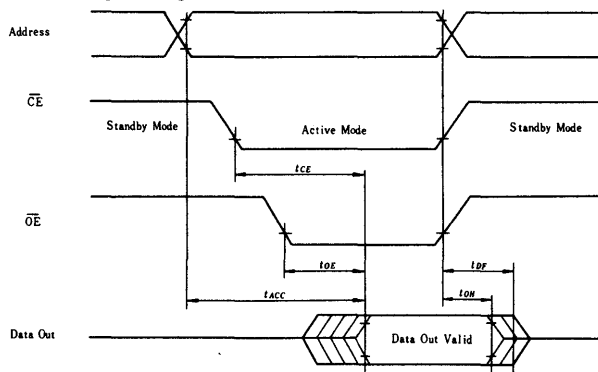 Address
CE
Standby Mode
Active Mode
Standby Mode
tCE
OE
tOE
tDF
tACC
tOH
Data Out
Data Out Valid